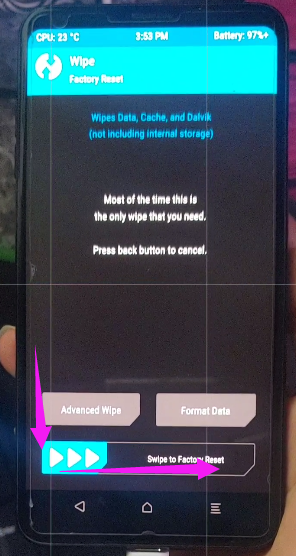 CPU: 23 °C 3:53 PM Battery: 97%+
Wipe
Factory Reset
Wipes Data, Cache, and Dalvik
(not including internal storage)
Most of the time this is
the only wipe that you need.
Press back button to cancel.
Advanced Wipe Format Data
Swipe to Factory Reset